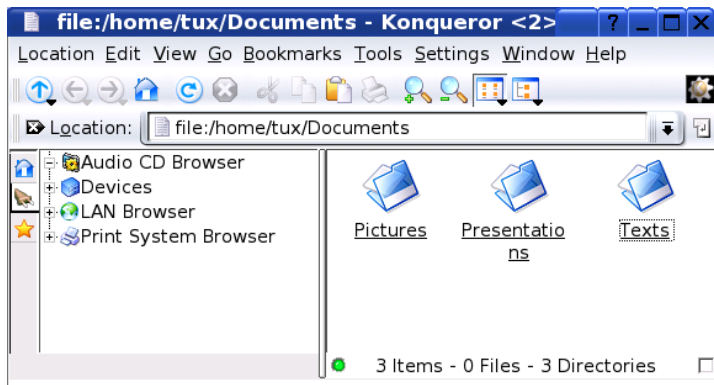 file:/home/tux/Documents - Konqueror <2>
Location Edit View Go Bookmarks Tools Settings Window Help
Location: file:/home/tux/Documents
Audio CD Browser
Devices
LAN Browser
Print System Browser
Pictures
Presentatio
ns
Texts
3 Items - 0 Files - 3 Directories